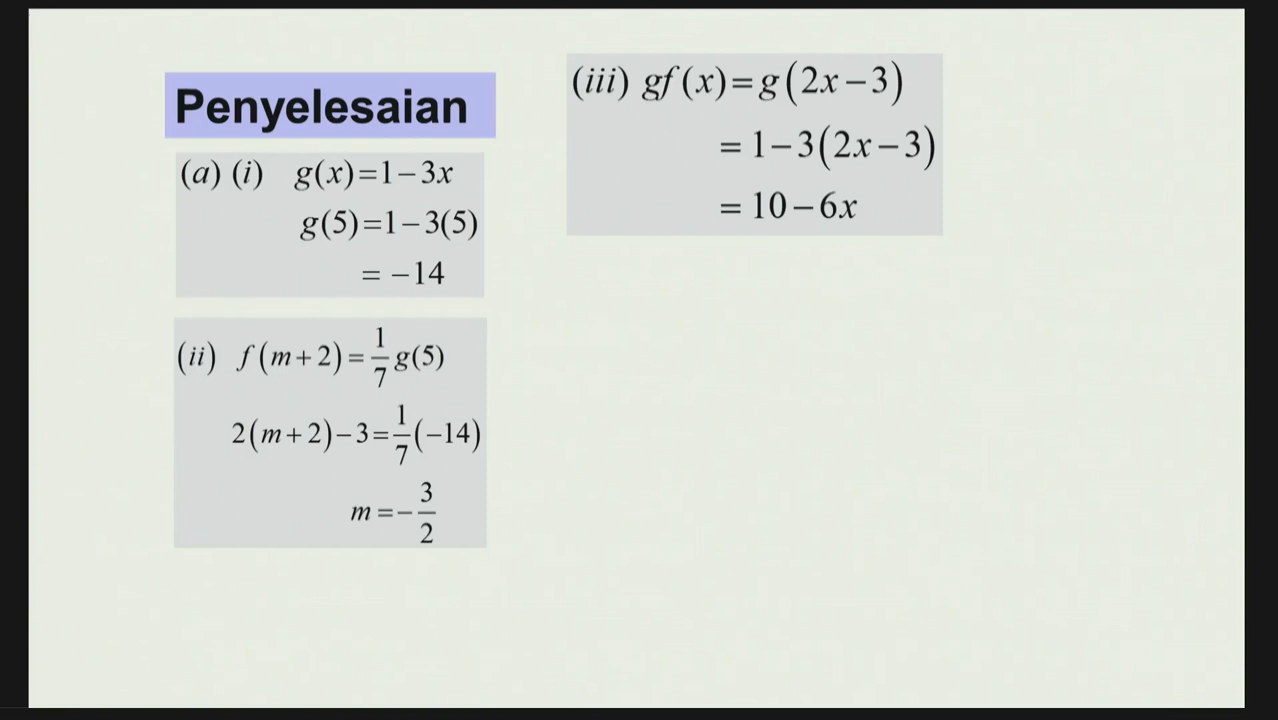 Penyelesaian
(a) (i) g(x)=1−3x
g(5)=1−3(5)
= −14
(ii) f(m+2)=1/7 g(5)
2(m+2)−3=1/7(−14)
m=−3/2
(iii) gf(x)=g(2x−3)
= 1−3(2x−3)
= 10−6x